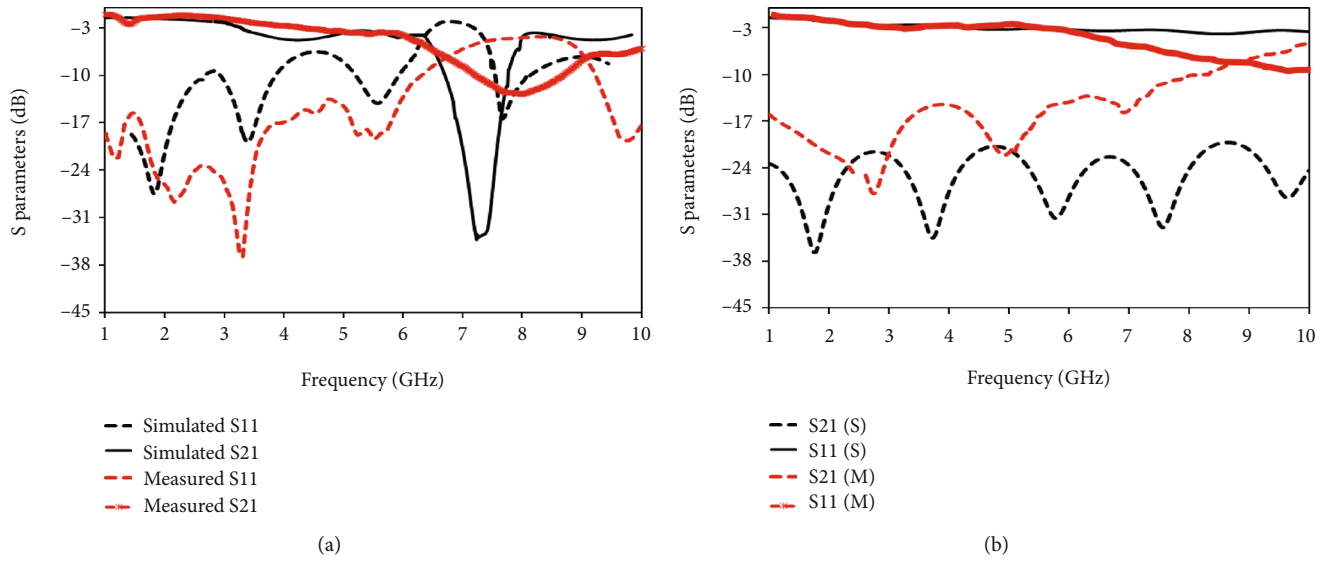 S parameters (dB)
−3
−10
−17
−24
−31
−38
−45
1 2 3 4 5 6 7 8 9 10
Frequency (GHz)
Simulated S11
Simulated S21
Measured S11
Measured S21
(a)
S parameters (dB)
−3
−10
−17
−24
−31
−38
−45
1 2 3 4 5 6 7 8 9 10
Frequency (GHz)
S21 (S)
S11 (S)
S21 (M)
S11 (M)
(b)